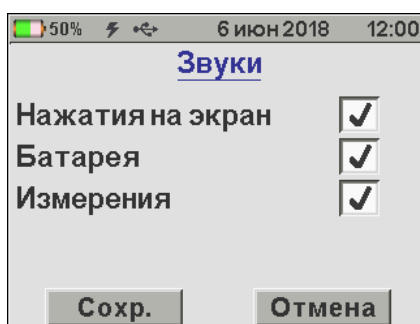 50% 6 июн 2018 12:00
Звуки
Нажатия на экран
Батарея
Измерения
Сохр. Отмена